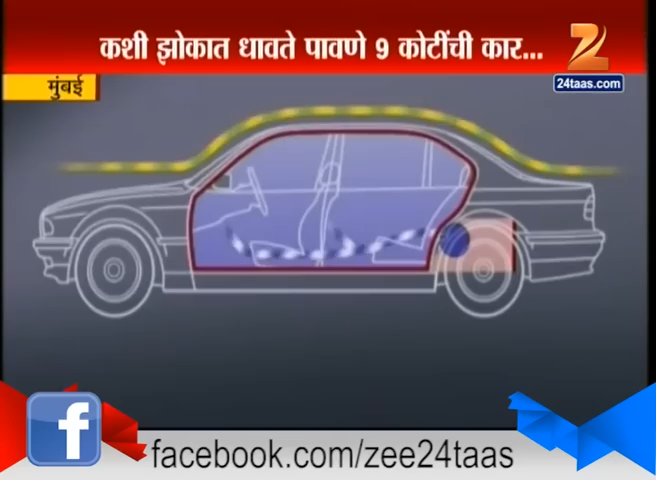 कशी झोकात धावते पावणे 9 कोटींची कार...
24taas.com
मुंबई
facebook.com/zee24taas